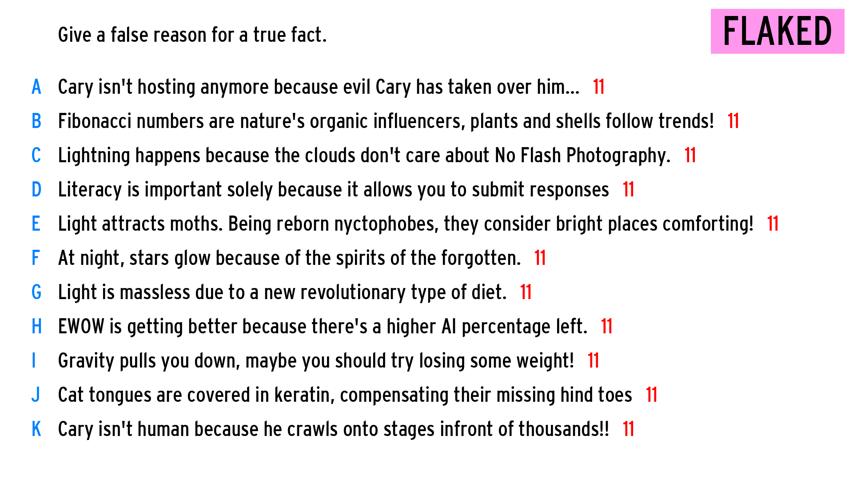 Give a false reason for a true fact.
FLAKED
A Cary isn't hosting anymore because evil Cary has taken over him... 11
B Fibonacci numbers are nature's organic influencers, plants and shells follow trends! 11
C Lightning happens because the clouds don't care about No Flash Photography. 11
D Literacy is important solely because it allows you to submit responses 11
E Light attracts moths. Being reborn nyctophobes, they consider bright places comforting! 11
F At night, stars glow because of the spirits of the forgotten. 11
G Light is massless due to a new revolutionary type of diet. 11
H EWOW is getting better because there's a higher AI percentage left. 11
I Gravity pulls you down, maybe you should try losing some weight! 11
J Cat tongues are covered in keratin, compensating their missing hind toes 11
K Cary isn't human because he crawls onto stages infront of thousands!! 11